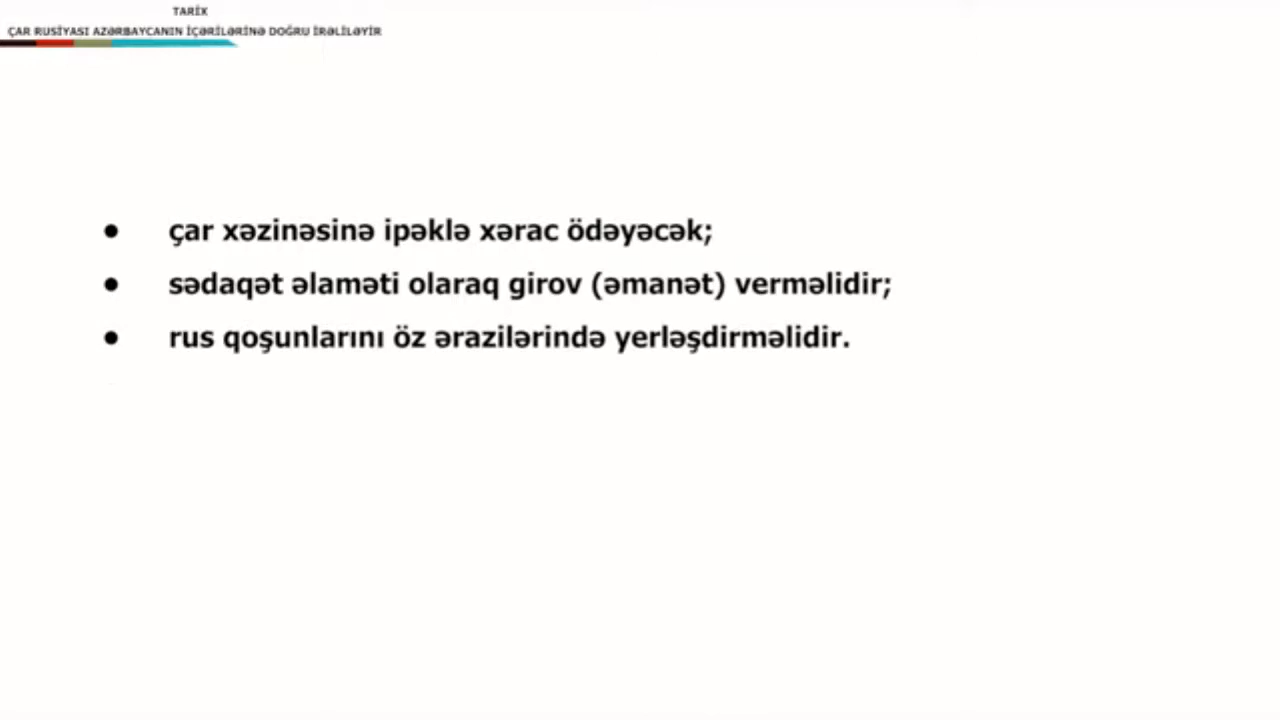 TARİX
ÇAR RUSİYASI AZƏRBAYCANIN İÇƏRİLƏRİNƏ DOĞRU İRƏLİLƏYİR
● çar xəzinəsinə ipəklə xərac ödəyəcək;
● sədaqət əlaməti olaraq girov (əmanət) verməlidir;
● rus qoşunlarını öz ərazilərində yerləşdirməlidir.